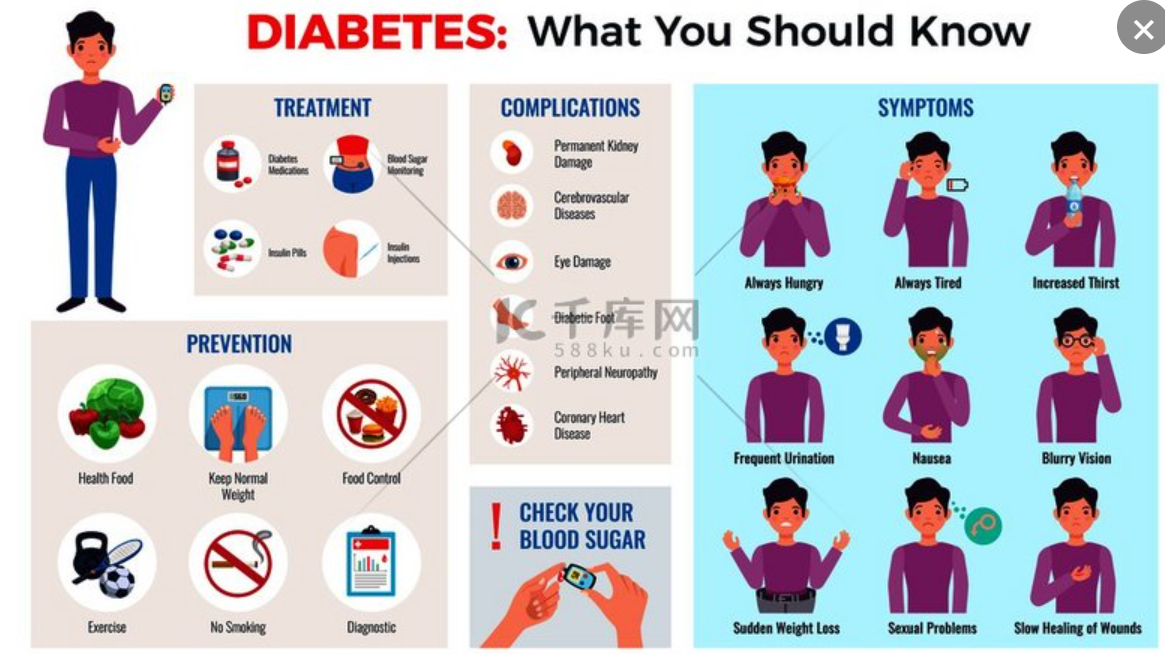 DIABETES: What You Should Know
TREATMENT
Diabetes
Medications
Blood Sugar
Monitoring
Insulin Pills
Insulin
Injections
PREVENTION
Health Food
Keep Normal
Weight
Food Control
Exercise
No Smoking
Diagnostic
COMPLICATIONS
Permanent Kidney
Damage
Cerebrovascular
Diseases
Eye Damage
Diabetic Foot
Peripheral Neuropathy
Coronary Heart
Disease
千库网
588ku.com
! CHECK YOUR
BLOOD SUGAR
SYMPTOMS
Always Hungry
Always Tired
Increased Thirst
Frequent Urination
Nausea
Blurry Vision
Sudden Weight Loss
Sexual Problems
Slow Healing of Wounds